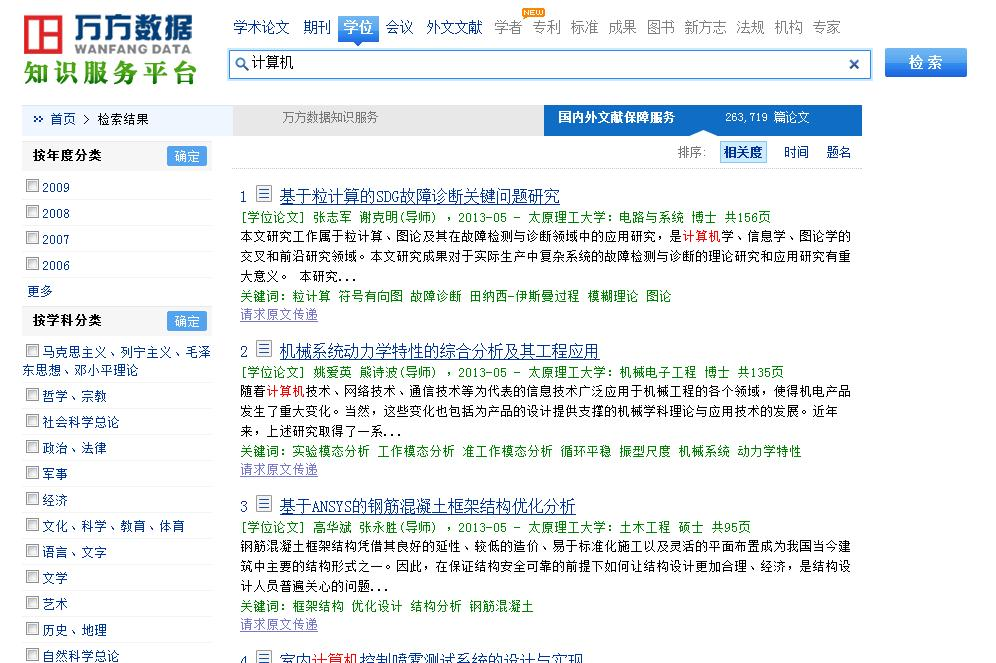 万方数据
WANFANG DATA
知识服务平台
学术论文 期刊 学位 会议 外文文献 学者 专利 标准 成果 图书 新方志 法规 机构 专家
NEW
计算机
检索
首页 > 检索结果
万方数据知识服务
国内外文献保障服务 263,719 篇论文
排序: 相关度 时间 题名
按年度分类 确定
2009
2008
2007
2006
更多
按学科分类 确定
马克思主义、列宁主义、毛泽
东思想、邓小平理论
哲学、宗教
社会科学总论
政治、法律
军事
经济
文化、科学、教育、体育
语言、文字
文学
艺术
历史、地理
自然科学总论
1 基于粒计算的SDG故障诊断关键问题研究
[学位论文] 张志军 谢克明(导师) ,2013-05 - 太原理工大学: 电路与系统 博士 共156页
本文研究工作属于粒计算、图论及其在故障检测与诊断领域中的应用研究,是计算机学、信息学、图论学的
交叉和前沿研究领域。本文研究成果对于实际生产中复杂系统的故障检测与诊断的理论研究和应用研究有重
大意义。 本研究...
关键词: 粒计算 符号有向图 故障诊断 田纳西-伊斯曼过程 模糊理论 图论
请求原文传递
2 机械系统动力学特性的综合分析及其工程应用
[学位论文] 姚爱英 熊诗波(导师) ,2013-05 - 太原理工大学: 机械电子工程 博士 共135页
随着计算机技术、网络技术、通信技术等为代表的信息技术广泛应用于机械工程的各个领域,使得机电产品
发生了重大变化。当然,这些变化也包括为产品的设计提供支撑的机械学科理论与应用技术的发展。近年
来,上述研究取得了一系...
关键词: 实验模态分析 工作模态分析 准工作模态分析 循环平稳 振型尺度 机械系统 动力学特性
请求原文传递
3 基于ANSYS的钢筋混凝土框架结构优化分析
[学位论文] 高华斌 张永胜(导师) ,2013-05 - 太原理工大学: 土木工程 硕士 共95页
钢筋混凝土框架结构凭借其良好的延性、较低的造价、易于标准化施工以及灵活的平面布置成为我国当今建
筑中主要的结构形式之一。因此,在保证结构安全可靠的前提下如何让结构设计更加合理、经济,是结构设
计人员普遍关心的问题...
关键词: 框架结构 优化设计 结构分析 钢筋混凝土
请求原文传递
4 室内计算机控制喷雾测试系统的设计与实现